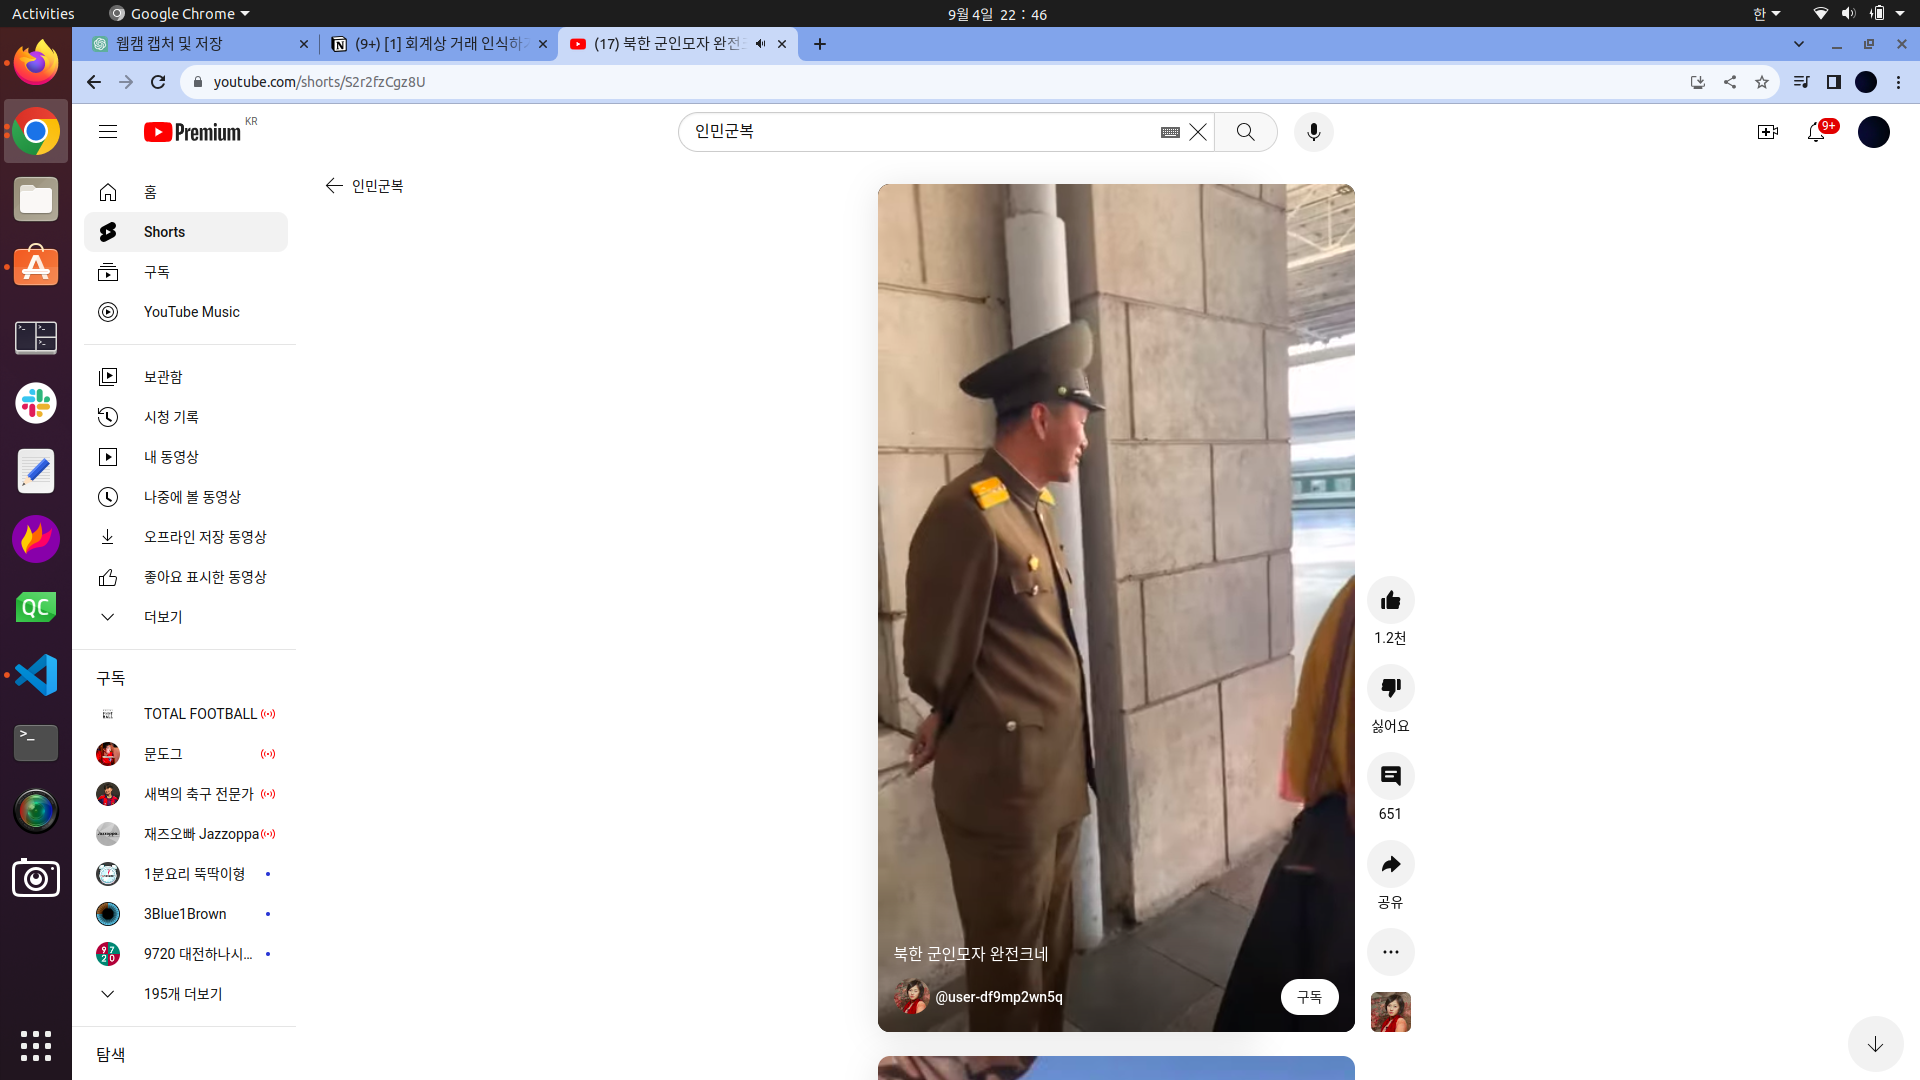 Activities
Google Chrome
9월 4일 22 : 46
한
웹캠 캡처 및 저장
(9+) [1] 회계상 거래 인식하기
(17) 북한 군인모자 완전크
youtube.com/shorts/S2r2fzCgz8U
Premium KR
인민군복
9+
홈
Shorts
구독
YouTube Music
보관함
시청 기록
내 동영상
나중에 볼 동영상
오프라인 저장 동영상
좋아요 표시한 동영상
더보기
구독
TOTAL FOOTBALL
문도그
새벽의 축구 전문가
재즈오빠 Jazzoppa
1분요리 뚝딱이형
3Blue1Brown
9720 대전하나시...
195개 더보기
탐색
인민군복
북한 군인모자 완전크네
@user-df9mp2wn5q
구독
1.2천
싫어요
651
공유
QC